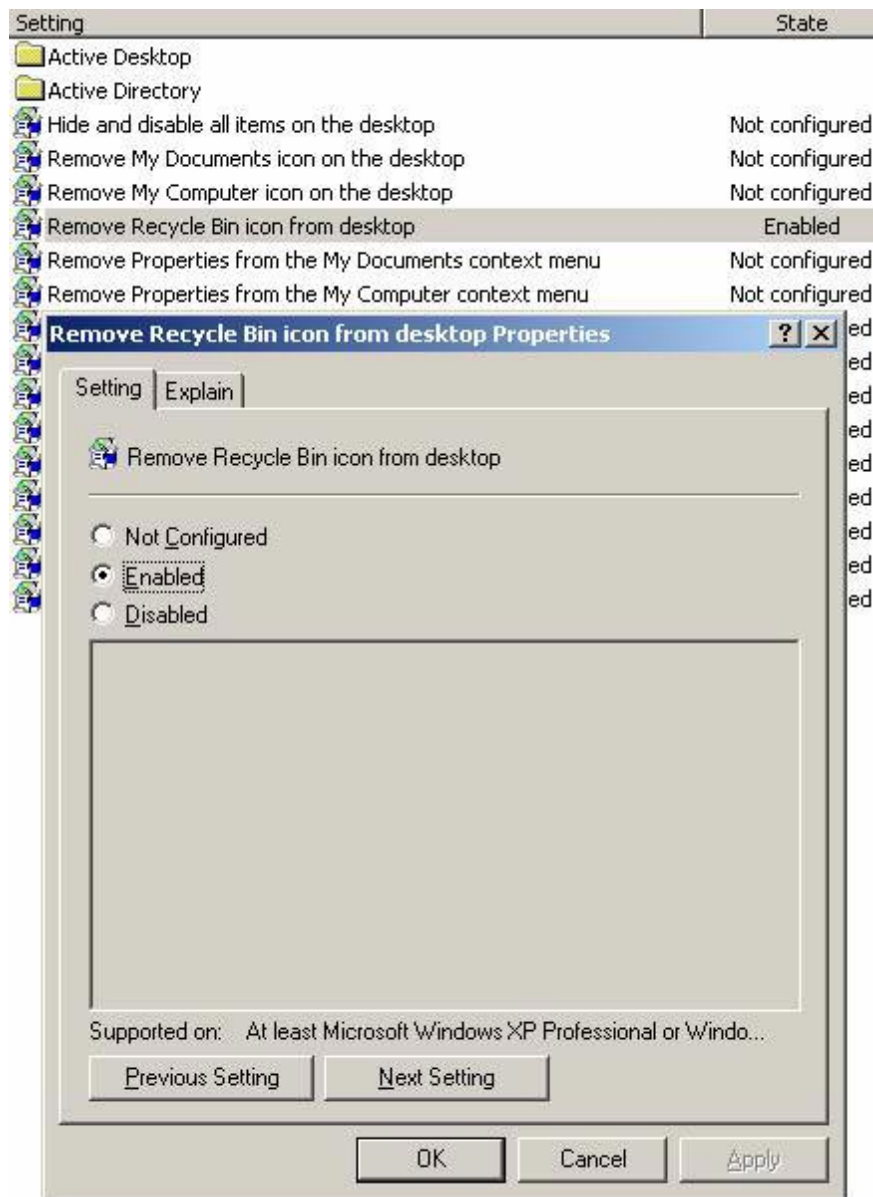 Setting State
Active Desktop
Active Directory
Hide and disable all items on the desktop Not configured
Remove My Documents icon on the desktop Not configured
Remove My Computer icon on the desktop Not configured
Remove Recycle Bin icon from desktop Enabled
Remove Properties from the My Documents context menu Not configured
Remove Properties from the My Computer context menu Not configured
Remove Recycle Bin icon from desktop Properties ? X ed
ed
Setting Explain ed
ed
Remove Recycle Bin icon from desktop ed
ed
Not Configured ed
Enabled ed
Disabled ed
Supported on: At least Microsoft Windows XP Professional or Windo...
Previous Setting Next Setting
OK Cancel Apply